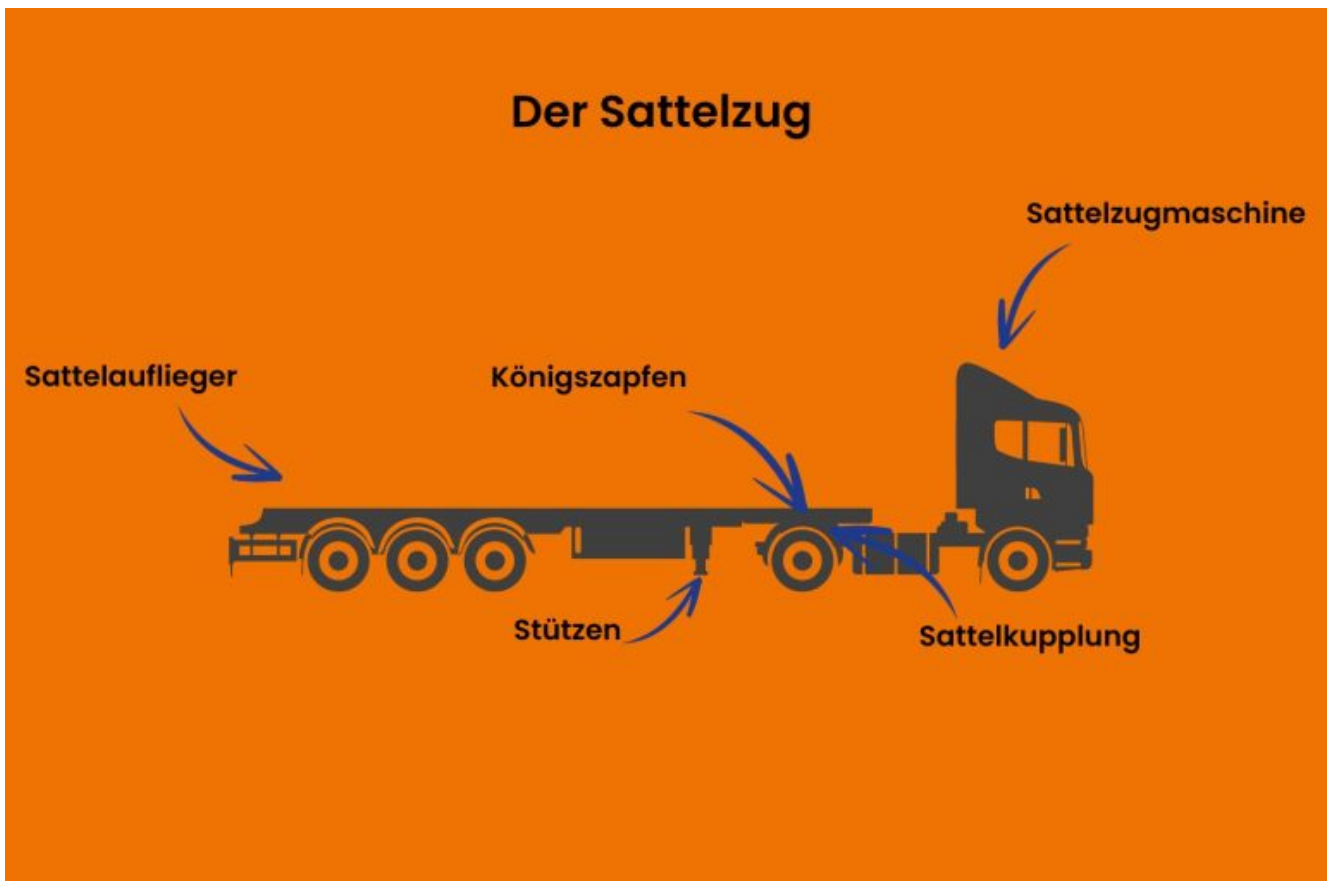 Der Sattelzug
Sattelzugmaschine
Sattelauflieger
Königszapfen
Stützen
Sattelkupplung